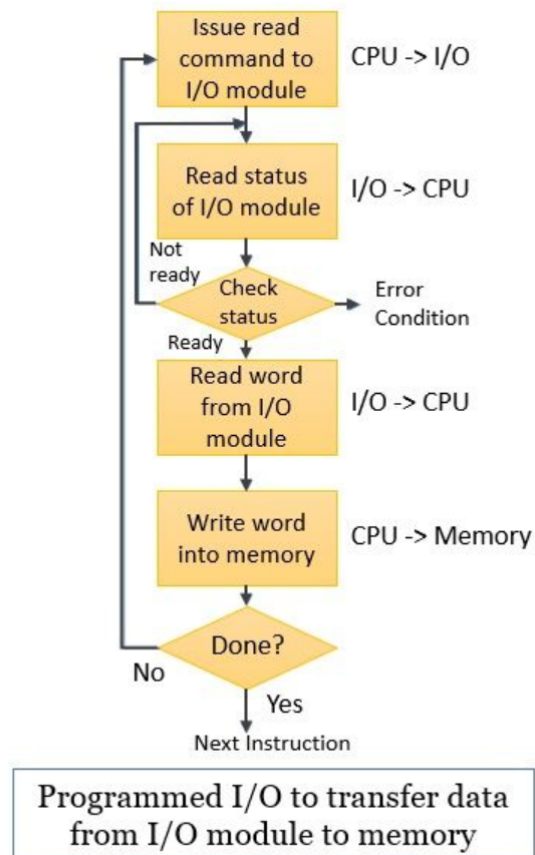 Issue read
command to
I/O module
CPU -> I/O
Read status
of I/O module
I/O -> CPU
Not
ready
Check
status
Error
Condition
Ready
Read word
from I/O
module
I/O -> CPU
Write word
into memory
CPU -> Memory
Done?
No
Yes
Next Instruction
Programmed I/O to transfer data
from I/O module to memory